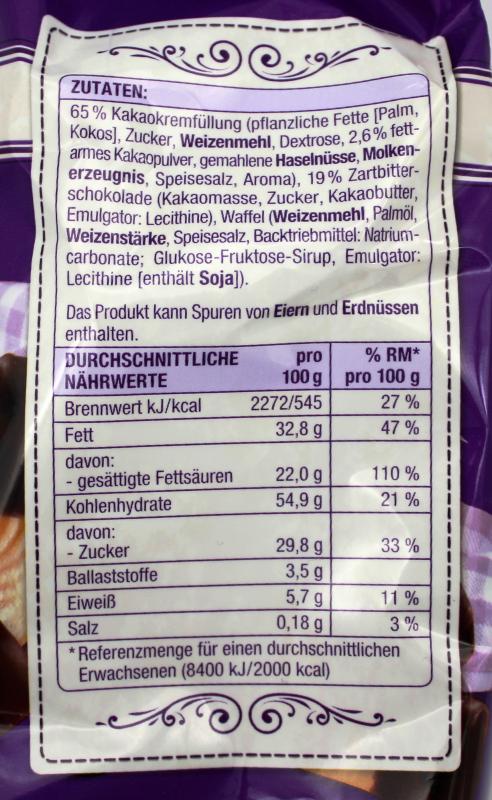 ZUTATEN:
65 % Kakaokremfüllung (pflanzliche Fette [Palm,
Kokos], Zucker, Weizenmehl, Dextrose, 2,6 % fett-
armes Kakaopulver, gemahlene Haselnüsse, Molken-
erzeugnis, Speisesalz, Aroma), 19 % Zartbitter-
schokolade (Kakaomasse, Zucker, Kakaobutter,
Emulgator: Lecithine), Waffel (Weizenmehl, Palmöl,
Weizenstärke, Speisesalz, Backtriebmittel: Natrium-
carbonate; Glukose-Fruktose-Sirup, Emulgator:
Lecithine [enthält Soja]).
Das Produkt kann Spuren von Eiern und Erdnüssen
enthalten.
DURCHSCHNITTLICHE pro % RM*
NÄHRWERTE 100 g pro 100 g
Brennwert kJ/kcal 2272/545 27 %
Fett 32,8 g 47 %
davon:
- gesättigte Fettsäuren 22,0 g 110 %
Kohlenhydrate 54,9 g 21 %
davon:
- Zucker 29,8 g 33 %
Ballaststoffe 3,5 g
Eiweiß 5,7 g 11 %
Salz 0,18 g 3 %
* Referenzmenge für einen durchschnittlichen
Erwachsenen (8400 kJ/2000 kcal)